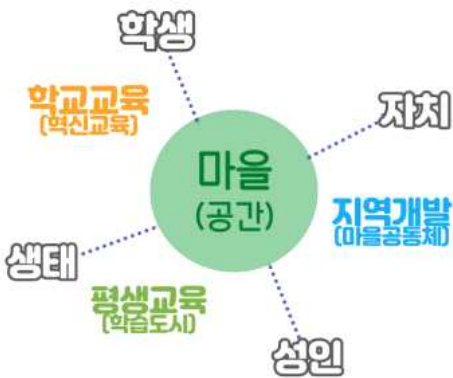 학생
학교교육
(혁신교육)
자치
마을
(공간)
지역개발
(마을공동체)
생태
평생교육
(학습도시)
성인